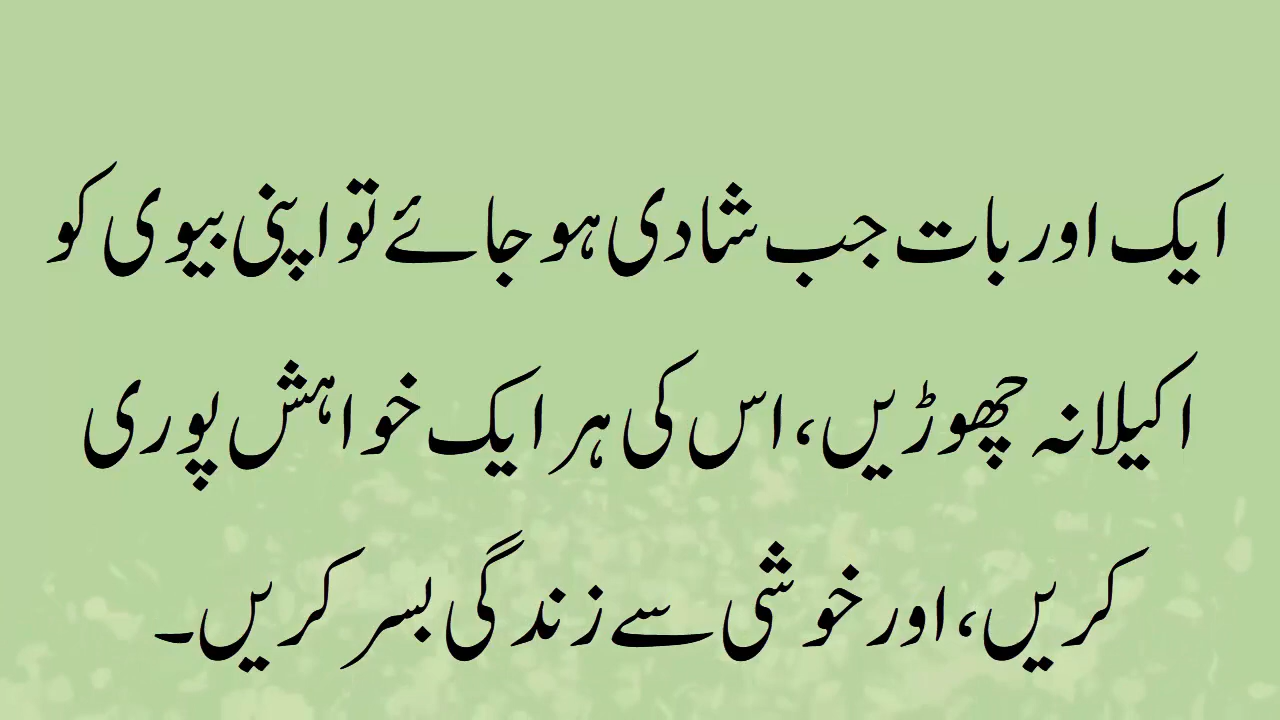 ایک اور بات جب شادی ہو جائے تو اپنی بیوی کو
اکیلا نہ چھوڑیں، اس کی ہر ایک خواہش پوری
کریں، اور خوشی سے زندگی بسر کریں۔